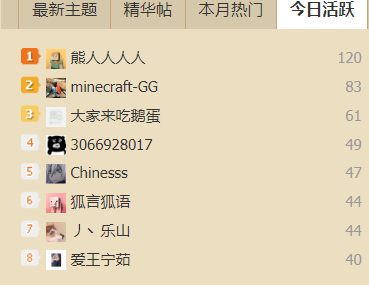 最新主题 精华帖 本月热门 今日活跃
1 熊人人人人 120
2 minecraft-GG 83
3 大家来吃鹅蛋 61
4 3066928017 49
5 Chinesss 47
6 狐言狐语 44
7 丿丶乐山 44
8 爱王宁茹 40